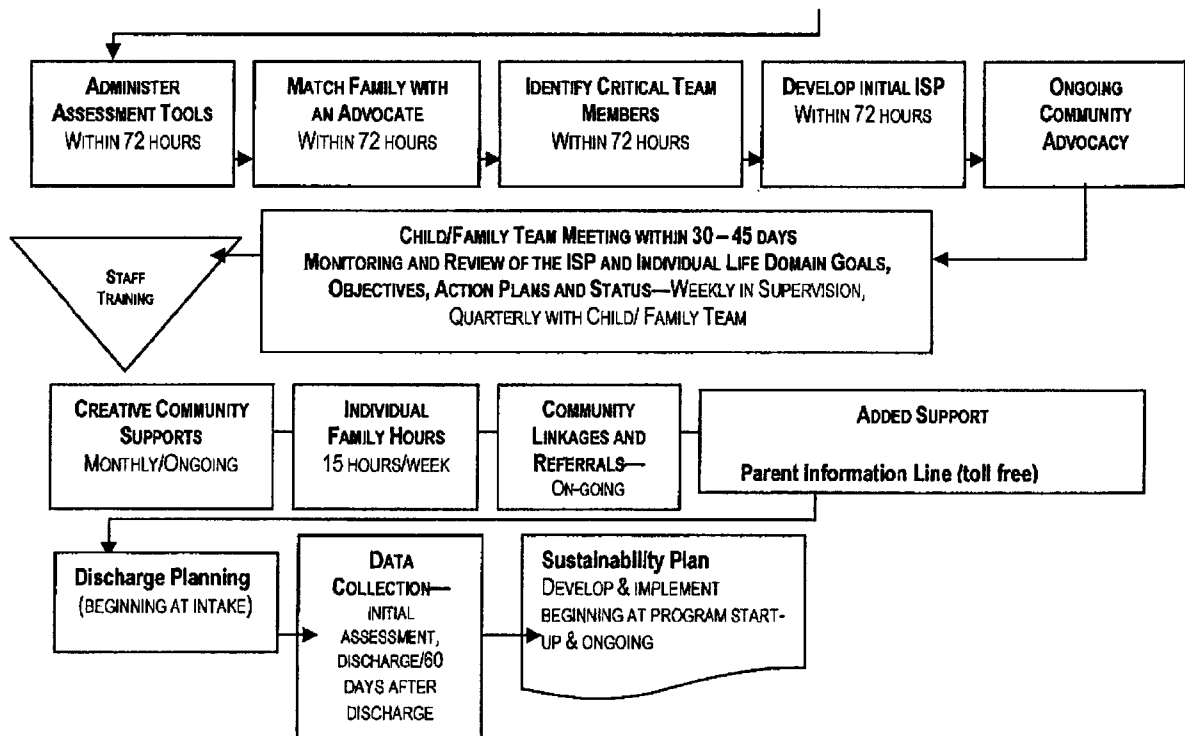 ADMINISTER
ASSESSMENT TOOLS
WITHIN 72 HOURS
MATCH FAMILY WITH
AN ADVOCATE
WITHIN 72 HOURS
IDENTIFY CRITICAL TEAM
MEMBERS
WITHIN 72 HOURS
DEVELOP INITIAL ISP
WITHIN 72 HOURS
ONGOING
COMMUNITY
ADVOCACY
CHILD/FAMILY TEAM MEETING WITHIN 30 – 45 DAYS
MONITORING AND REVIEW OF THE ISP AND INDIVIDUAL LIFE DOMAIN GOALS,
OBJECTIVES, ACTION PLANS AND STATUS—WEEKLY IN SUPERVISION,
QUARTERLY WITH CHILD/ FAMILY TEAM
STAFF
TRAINING
CREATIVE COMMUNITY
SUPPORTS
MONTHLY/ONGOING
INDIVIDUAL
FAMILY HOURS
15 HOURS/WEEK
COMMUNITY
LINKAGES AND
REFERRALS—
ON-GOING
ADDED SUPPORT
Parent Information Line (toll free)
Discharge Planning
(BEGINNING AT INTAKE)
DATA
COLLECTION—
INITIAL
ASSESSMENT,
DISCHARGE/60
DAYS AFTER
DISCHARGE
Sustainability Plan
DEVELOP & IMPLEMENT
BEGINNING AT PROGRAM START-
UP & ONGOING